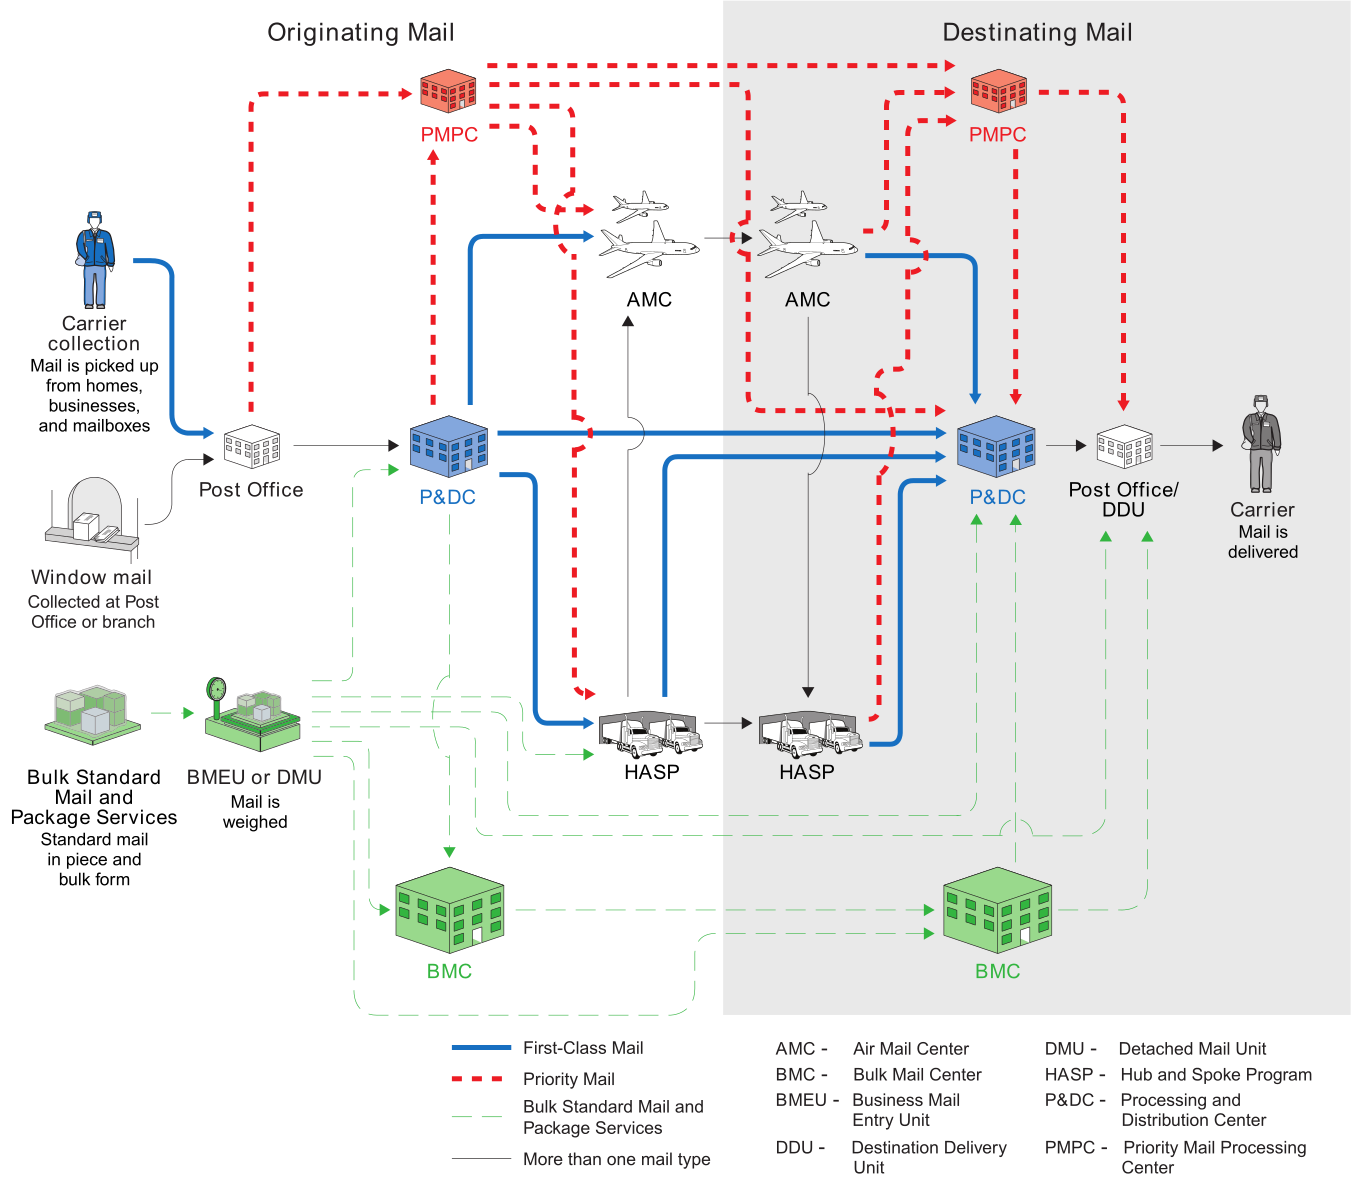 Originating Mail
Destinating Mail
PMPC
PMPC
Carrier
collection
Mail is picked up
from homes,
businesses,
and mailboxes
AMC
AMC
Post Office
P&DC
P&DC
Post Office/
DDU
Carrier
Mail is
delivered
Window mail
Collected at Post
Office or branch
Bulk Standard
Mail and
Package Services
Standard mail
in piece and
bulk form
BMEU or DMU
Mail is
weighed
HASP
HASP
BMC
BMC
First-Class Mail
Priority Mail
Bulk Standard Mail and
Package Services
More than one mail type
AMC - Air Mail Center
BMC - Bulk Mail Center
BMEU - Business Mail
Entry Unit
DDU - Destination Delivery
Unit
DMU - Detached Mail Unit
HASP - Hub and Spoke Program
P&DC - Processing and
Distribution Center
PMPC - Priority Mail Processing
Center